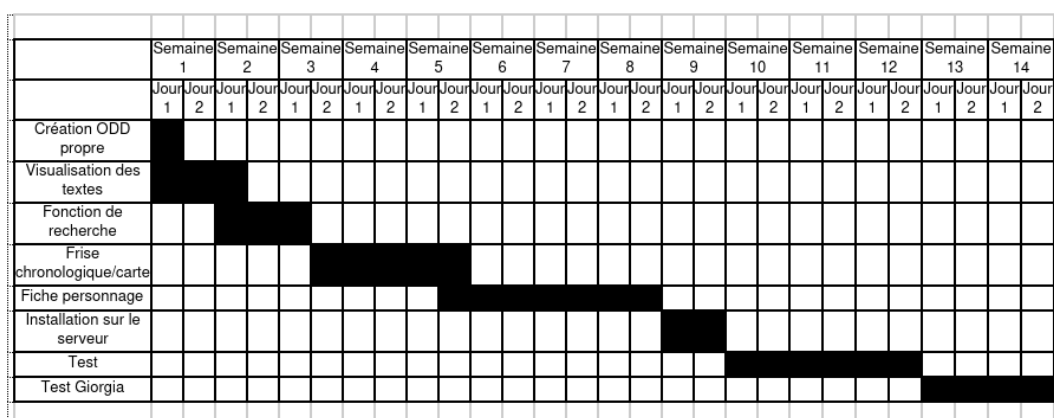 Semaine Semaine Semaine Semaine Semaine Semaine Semaine Semaine Semaine Semaine Semaine Semaine Semaine Semaine
1 2 3 4 5 6 7 8 9 10 11 12 13 14
Jour Jour Jour Jour Jour Jour Jour Jour Jour Jour Jour Jour Jour Jour Jour Jour Jour Jour Jour Jour Jour Jour Jour Jour Jour Jour Jour Jour
1 2 1 2 1 2 1 2 1 2 1 2 1 2 1 2 1 2 1 2 1 2 1 2 1 2 1 2
Création ODD
propre
Visualisation des
textes
Fonction de
recherche
Frise
chronologique/carte
Fiche personnage
Installation sur le
serveur
Test
Test Giorgia